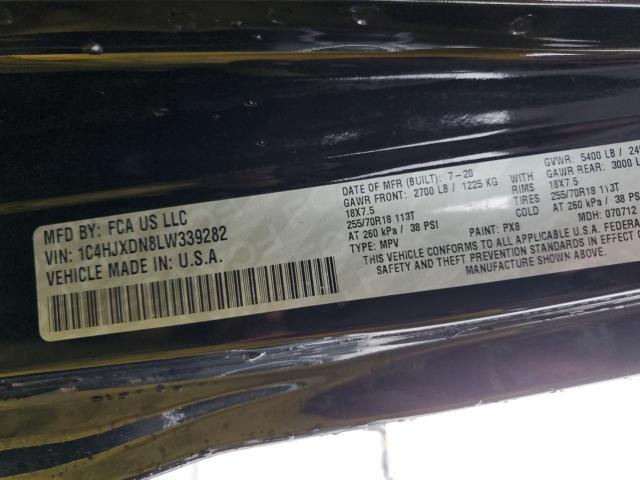 MFD BY: FCA US LLC
VIN: 1C4HJXDN8LW339282
VEHICLE MADE IN: U.S.A.
DATE OF MFR (BUILT): 7-20
GAWR FRONT: 2700 LB / 1225 KG
18X7.5
255/70R18 113T
AT 260 kPa / 38 PSI
TYPE: MPV
GVWR: 5400 LB / 24
GAWR REAR: 3000 L
WITH 18X7.5
RIMS 255/70R18 113T
AT 260 kPa / 38
PAINT: PX8 MDH: 070712
THIS VEHICLE CONFORMS TO ALL APPLICABLE U.S.A. FEDERA
SAFETY AND THEFT PREVENTION STANDARDS IN EFFECT
MANUFACTURE SHOWN ABOVE.